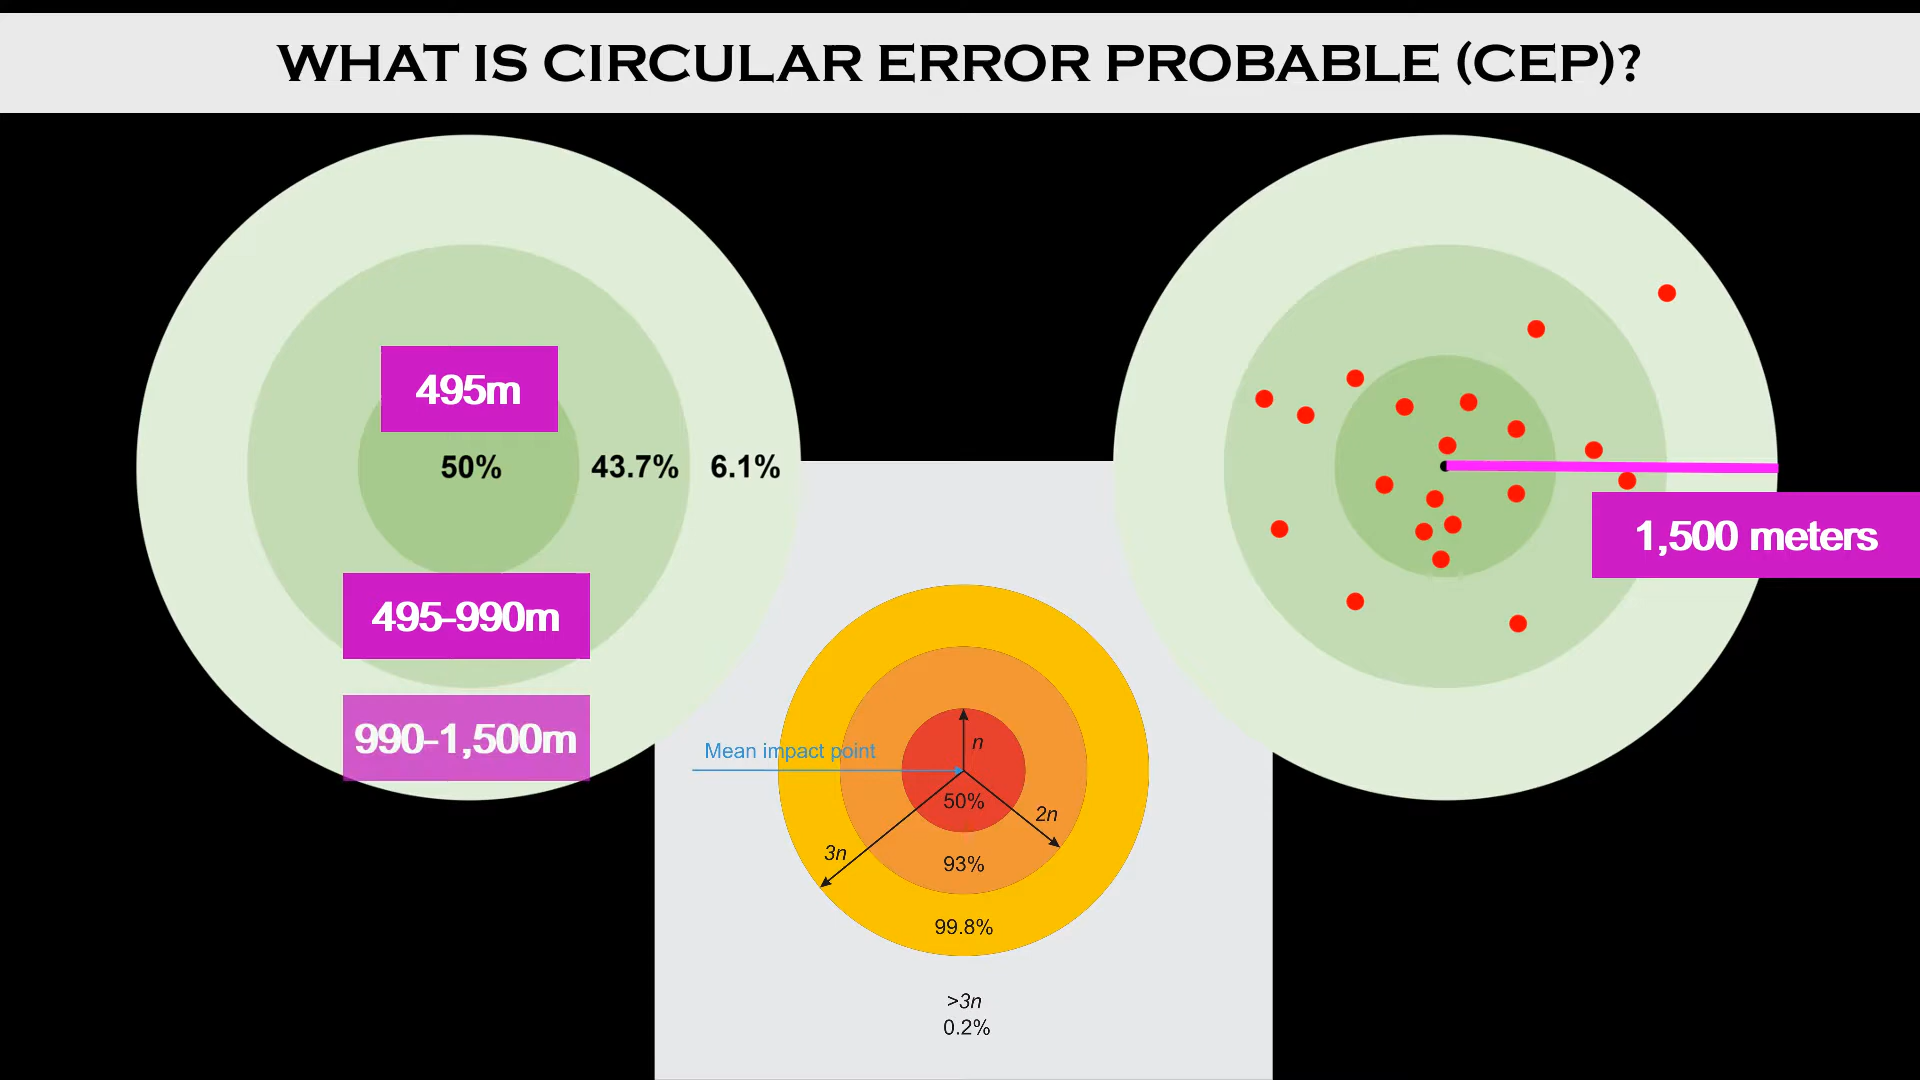 WHAT IS CIRCULAR ERROR PROBABLE (CEP)?
495m
50% 43.7% 6.1%
495-990m
990-1,500m
1,500 meters
Mean impact point
n
50%
2n
3n
93%
99.8%
>3n
0.2%